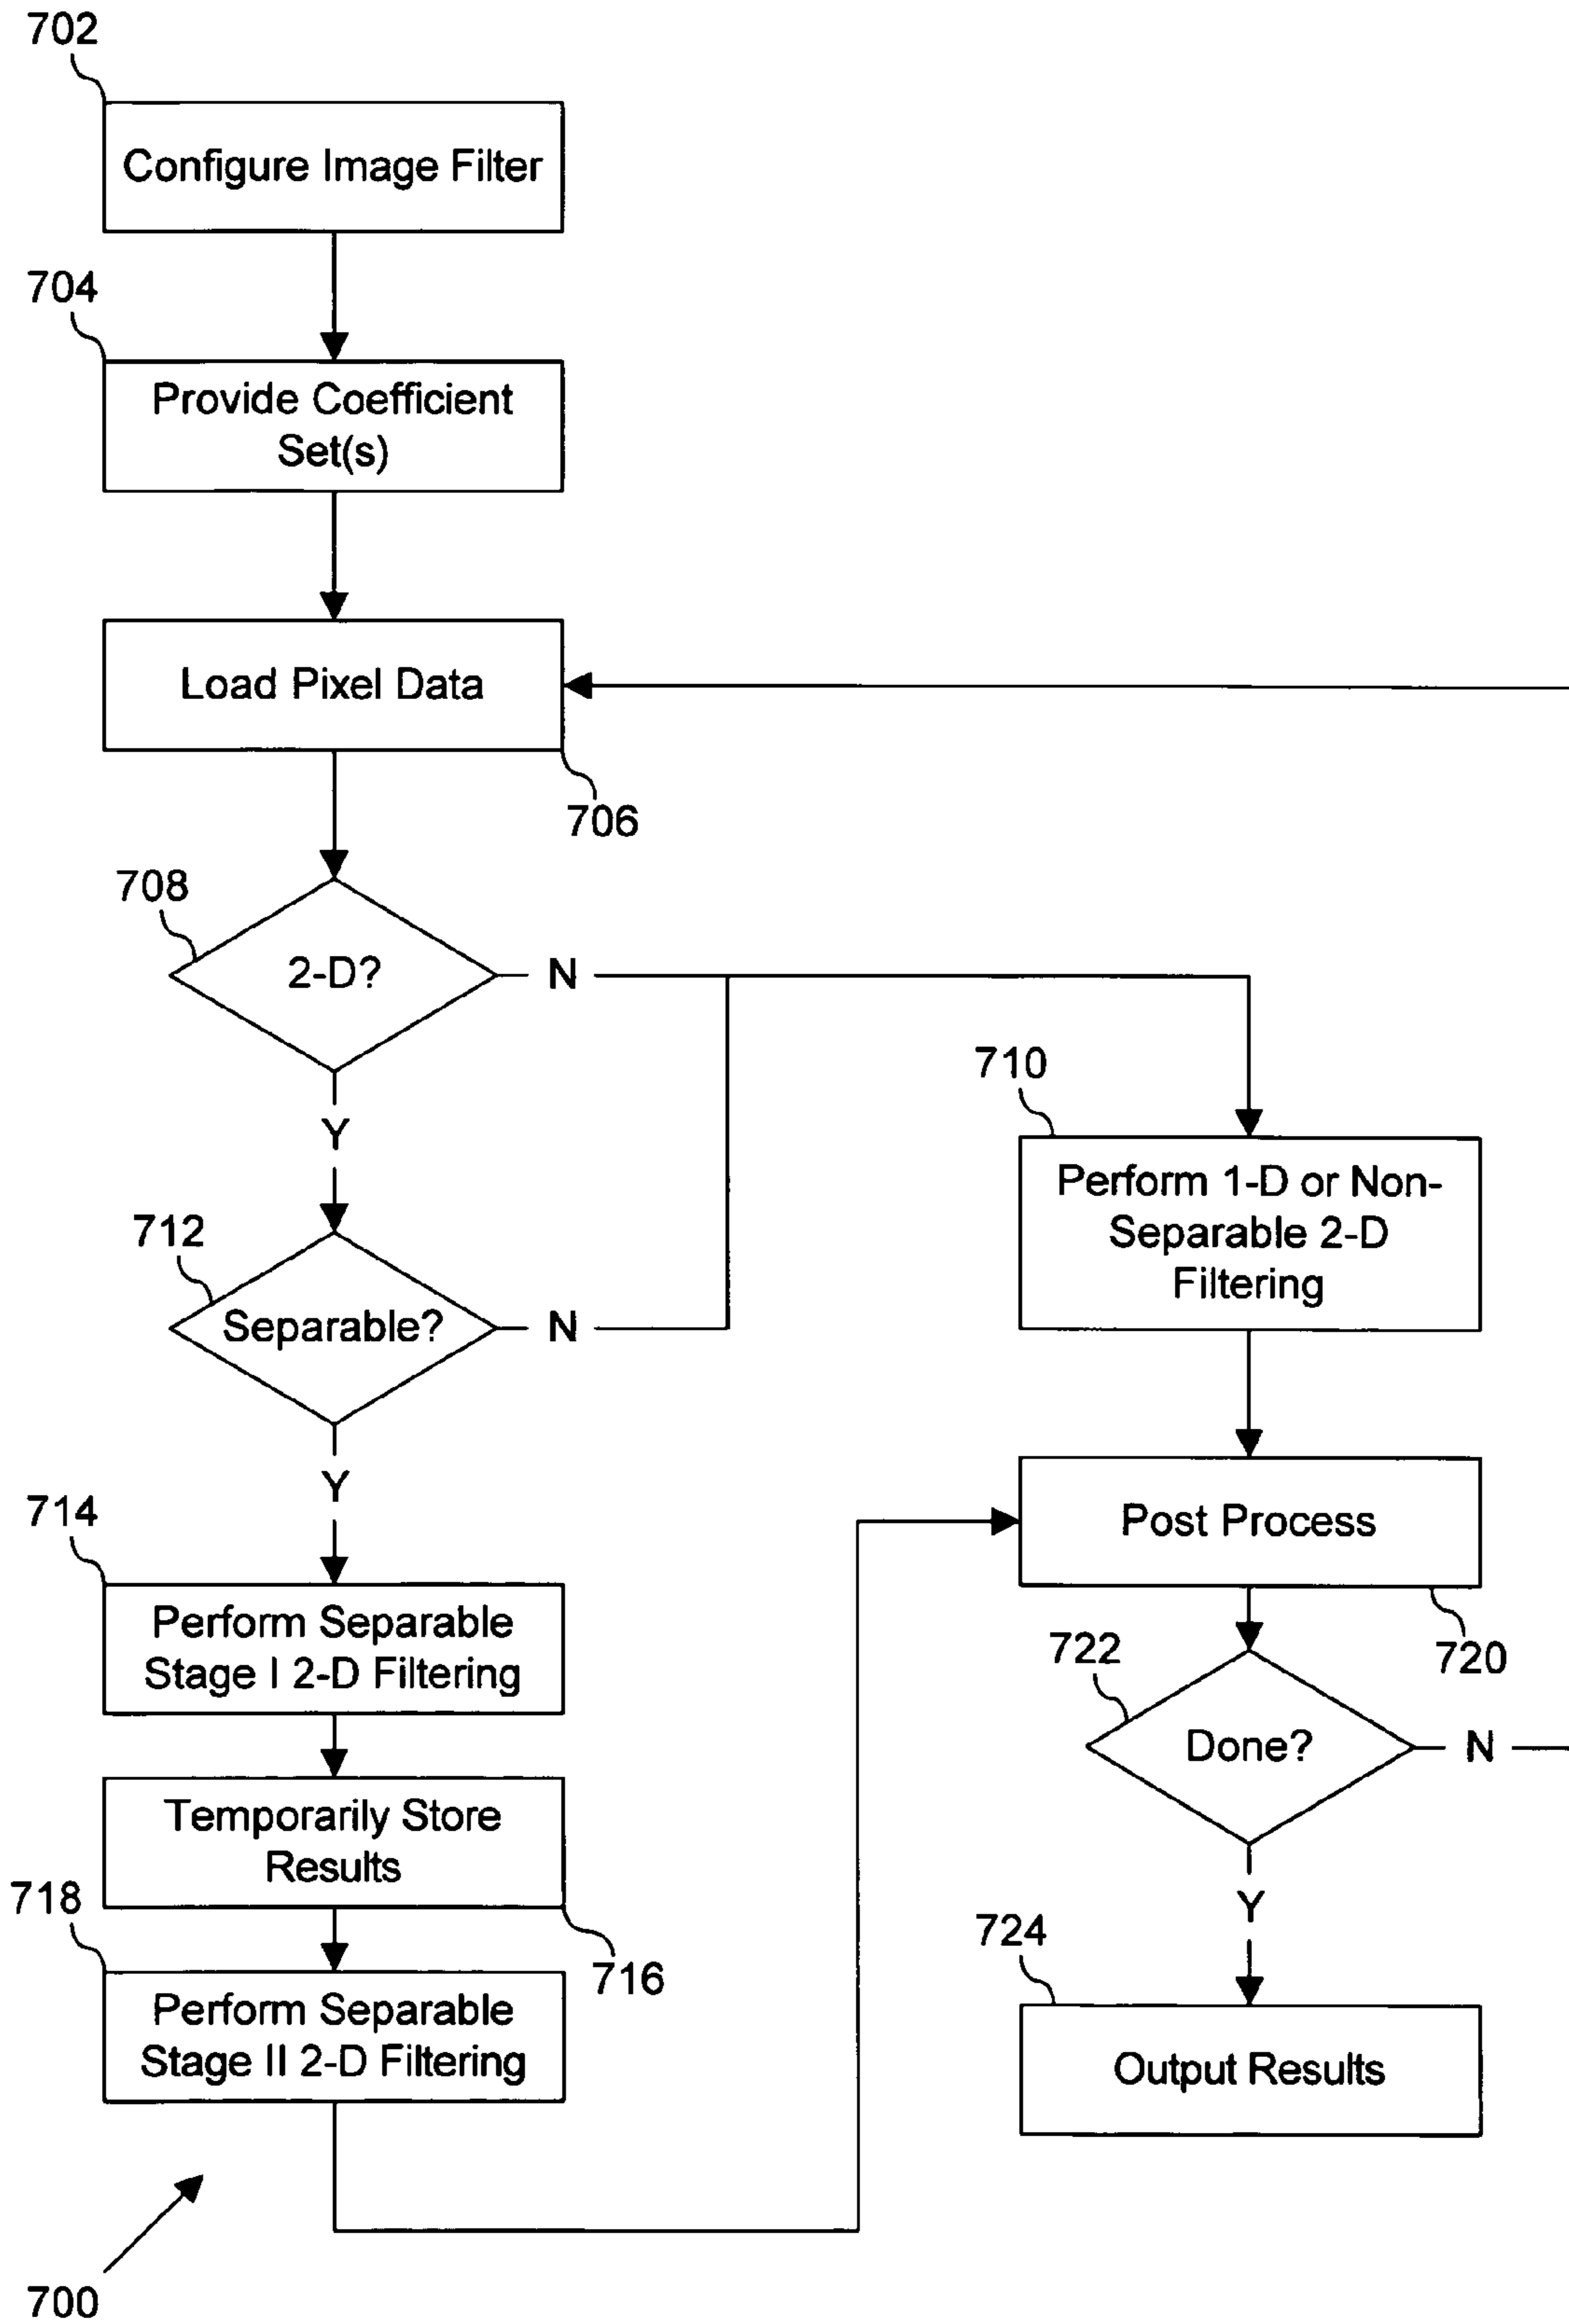 702
Configure Image Filter
704
Provide Coefficient
Set(s)
Load Pixel Data
706
708
2-D?
N
Y
710
Perform 1-D or Non-
Separable 2-D
Filtering
712
Separable?
N
Y
714
Perform Separable
Stage I 2-D Filtering
Post Process
720
722
Done?
N
Y
Temporarily Store
Results
716
718
Perform Separable
Stage II 2-D Filtering
724
Output Results
700